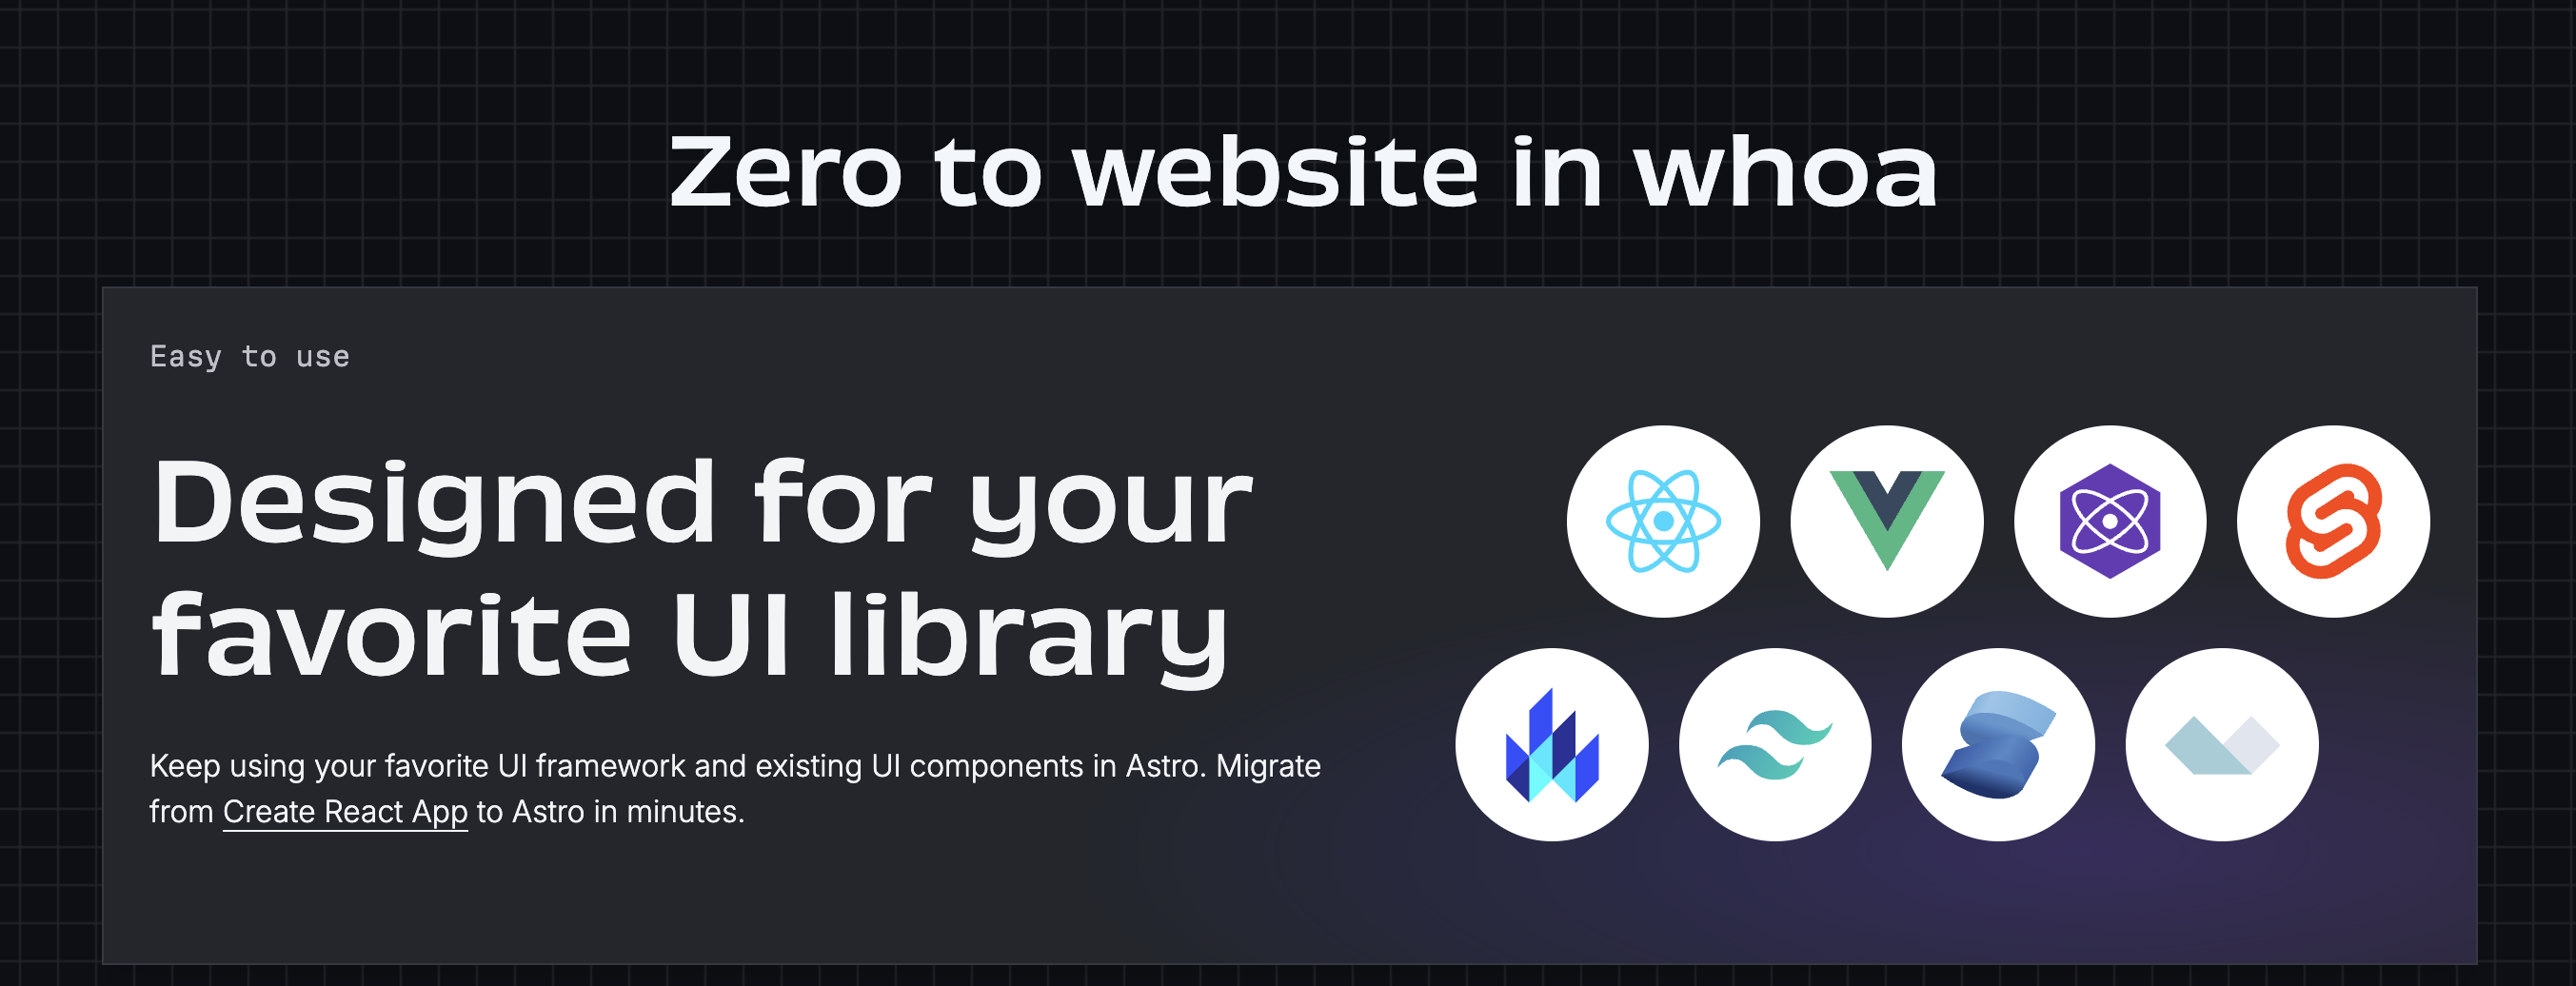 Zero to website in whoa
Easy to use
Designed for your
favorite UI library
Keep using your favorite UI framework and existing UI components in Astro. Migrate
from Create React App to Astro in minutes.